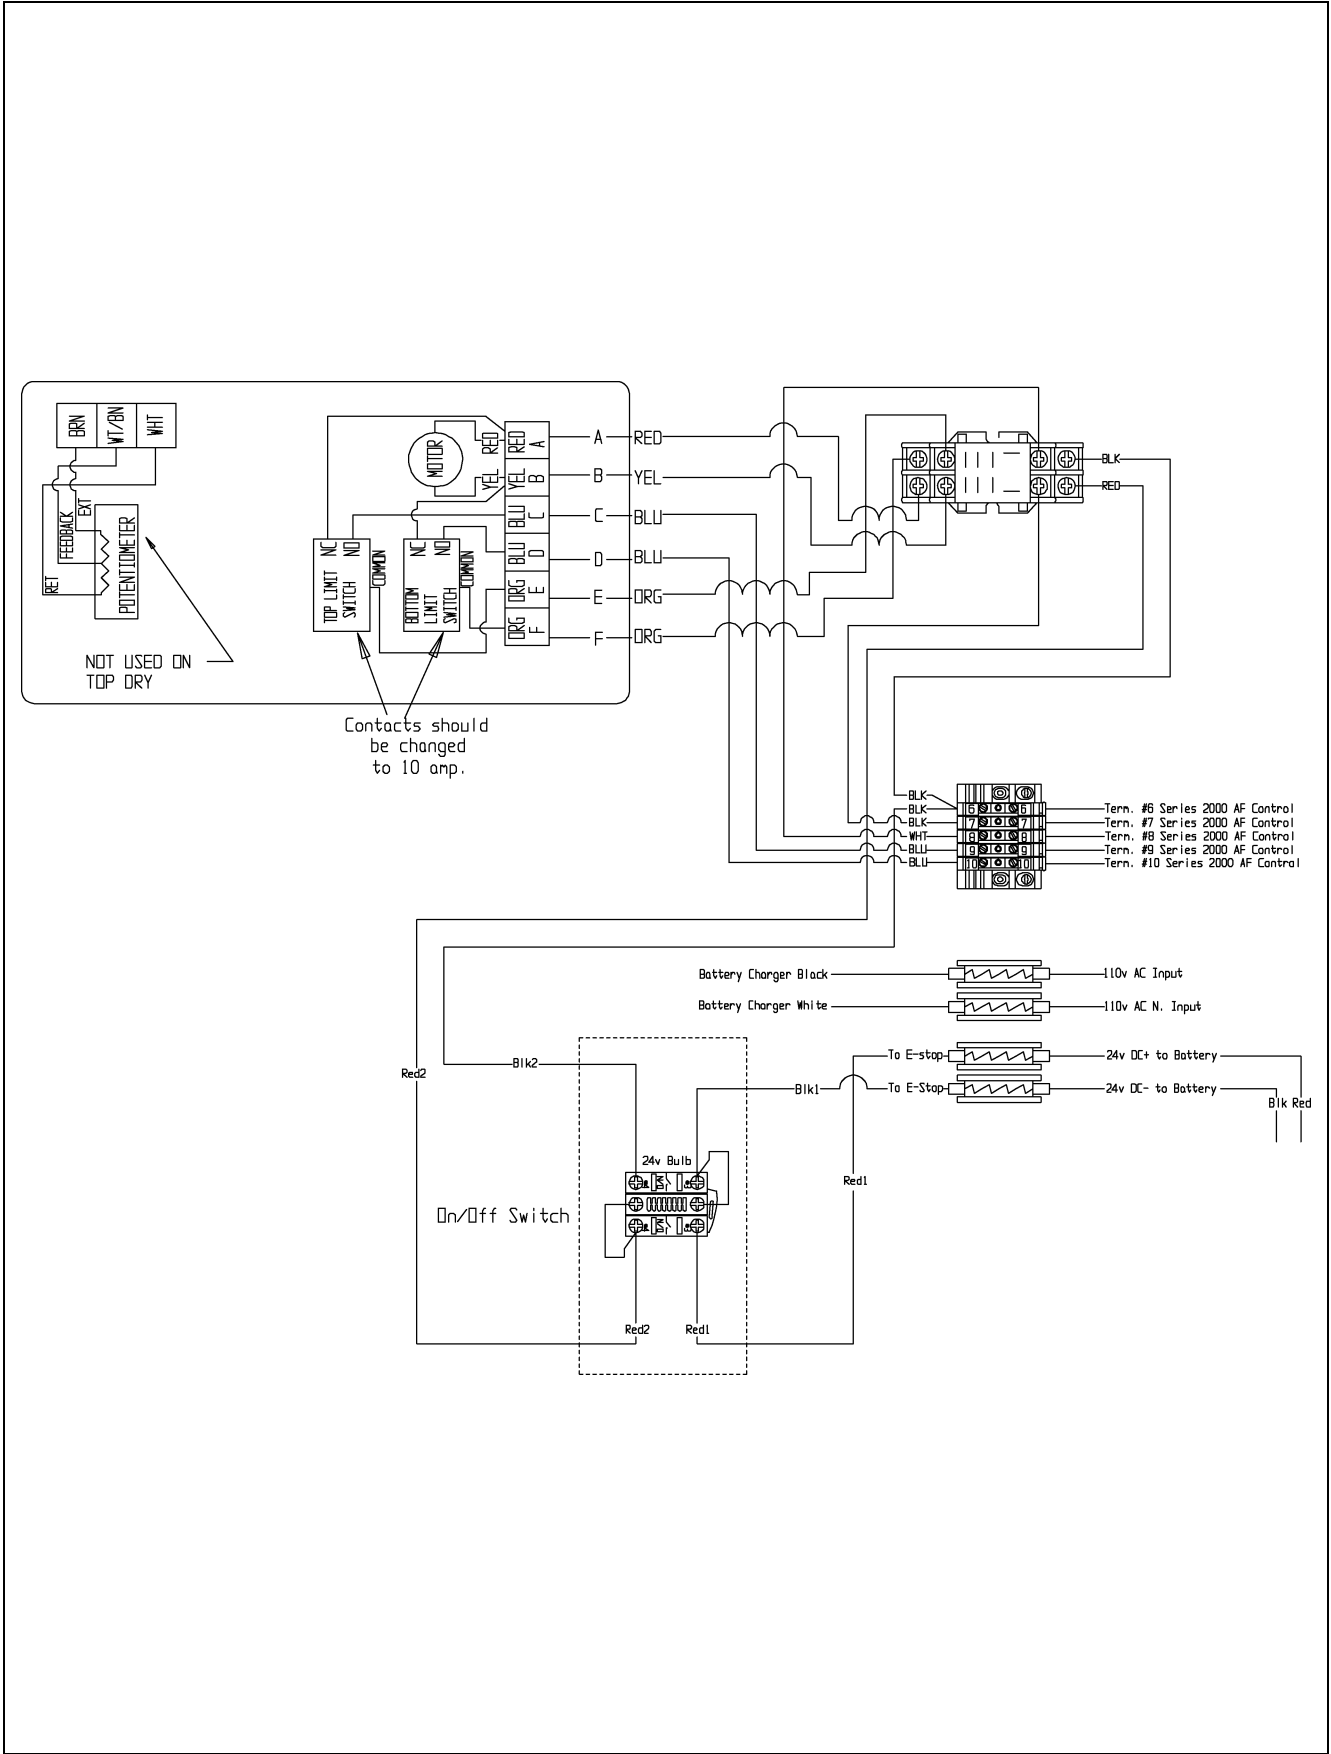 BRN
WT/BN
WHT
EXT
FEEDBACK
RET
POTENTIOMETER
NOT USED ON
TOP DRY
MOTOR
RED
YEL
RED A
YEL B
BLU C
BLU D
ORG E
ORG F
NC
NO
COMMON
TOP LIMIT
SWITCH
NC
NO
COMMON
BOTTOM
LIMIT
SWITCH
Contacts should
be changed
to 10 amp.
A RED
B YEL
C BLU
D BLU
E ORG
F ORG
BLK
RED
BLK
BLK
BLK
WHT
BLU
BLU
6 6
7 7
8 8
9 9
10 10
Term. #6 Series 2000 AF Control
Term. #7 Series 2000 AF Control
Term. #8 Series 2000 AF Control
Term. #9 Series 2000 AF Control
Term. #10 Series 2000 AF Control
Battery Charger Black
110v AC Input
Battery Charger White
110v AC N. Input
To E-stop
24v DC+ to Battery
To E-Stop
24v DC- to Battery
Blk Red
Blk2
Blk1
Red2
Red1
24v Bulb
On/Off Switch
Red2
Red1